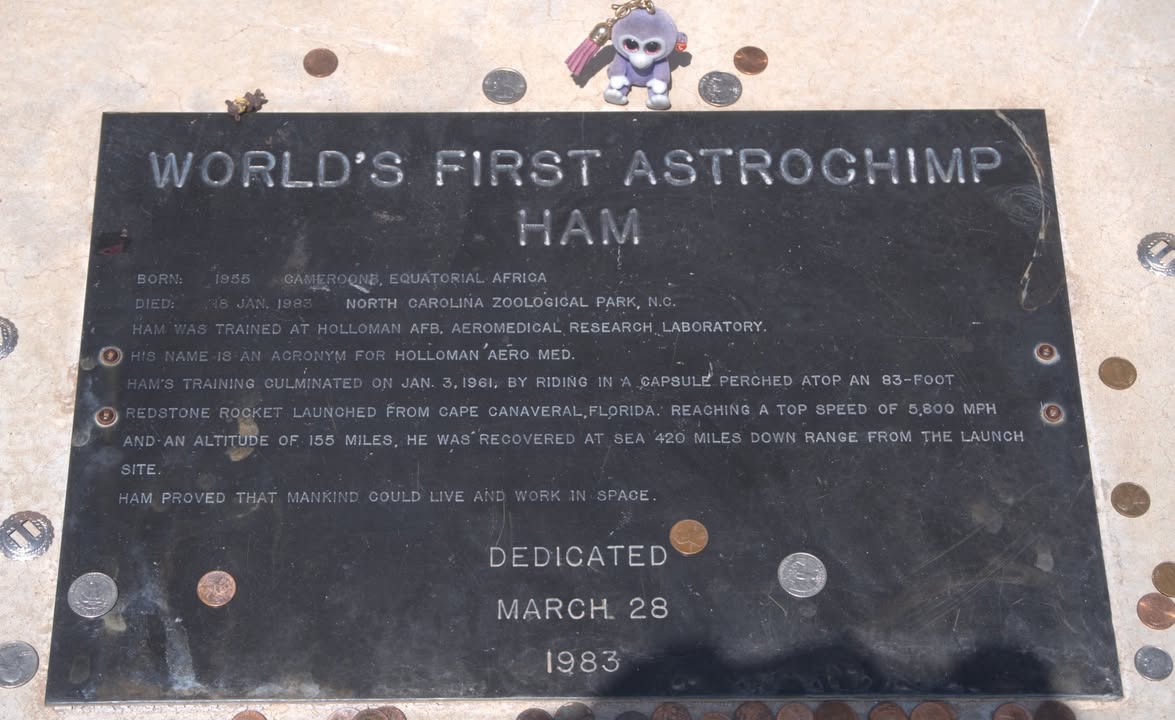 WORLD'S FIRST ASTROCHIMP
HAM
BORN: 1955 CAMEROONS, EQUATORIAL AFRICA
DIED: 18 JAN. 1983 NORTH CAROLINA ZOOLOGICAL PARK, N.C.
HAM WAS TRAINED AT HOLLOMAN AFB, AEROMEDICAL RESEARCH LABORATORY.
HIS NAME IS AN ACRONYM FOR HOLLOMAN AERO MED.
HAM'S TRAINING CULMINATED ON JAN. 3, 1961, BY RIDING IN A CAPSULE PERCHED ATOP AN 83-FOOT
REDSTONE ROCKET LAUNCHED FROM CAPE CANAVERAL, FLORIDA. REACHING A TOP SPEED OF 5,800 MPH
AND AN ALTITUDE OF 155 MILES, HE WAS RECOVERED AT SEA 420 MILES DOWN RANGE FROM THE LAUNCH
SITE.
HAM PROVED THAT MANKIND COULD LIVE AND WORK IN SPACE.
DEDICATED
MARCH 28
1983